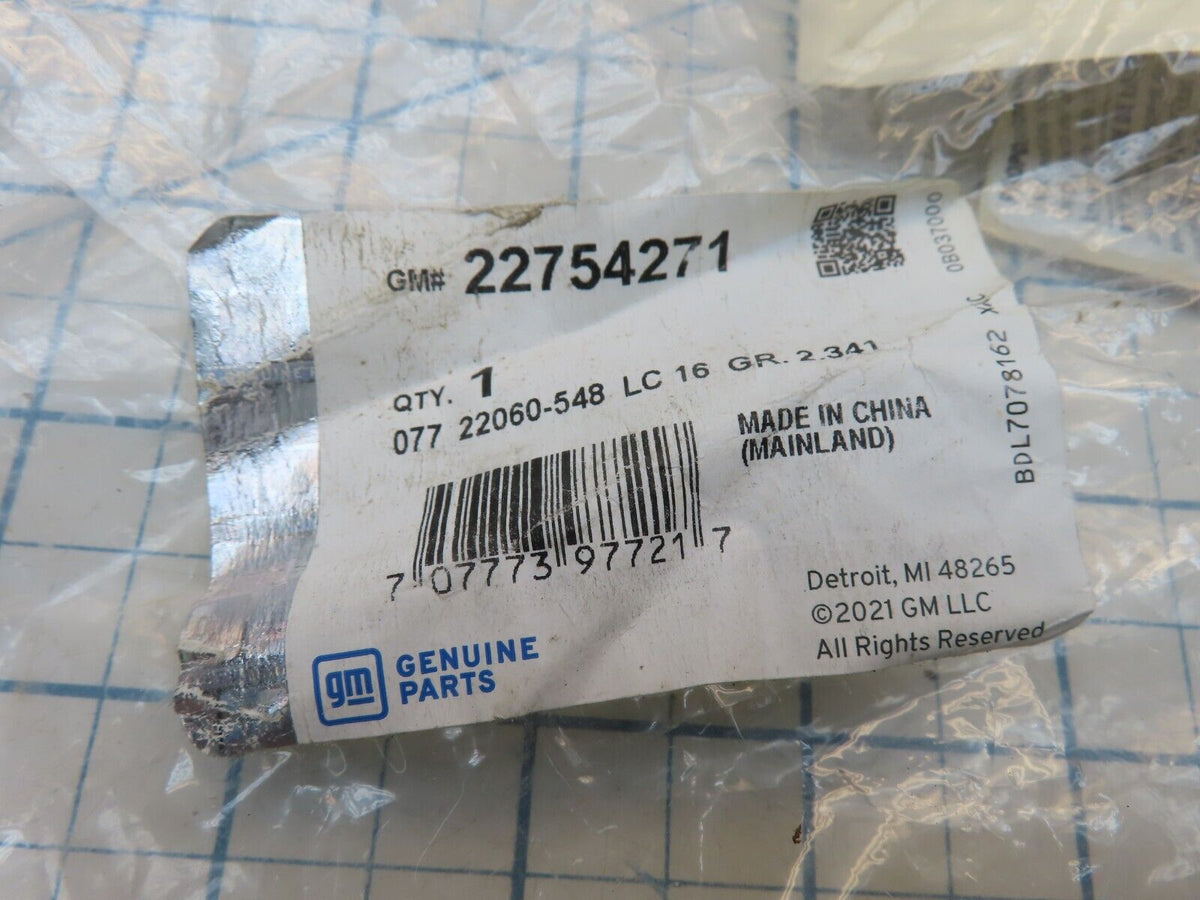 GM# 22754271
0B037000
QTY. 1
077 22060-548 LC 16 GR. 2.341
BDL7078162 XC
MADE IN CHINA
(MAINLAND)
7 07773 97721 7
Detroit, MI 48265
©2021 GM LLC
All Rights Reserved
gm GENUINE
PARTS